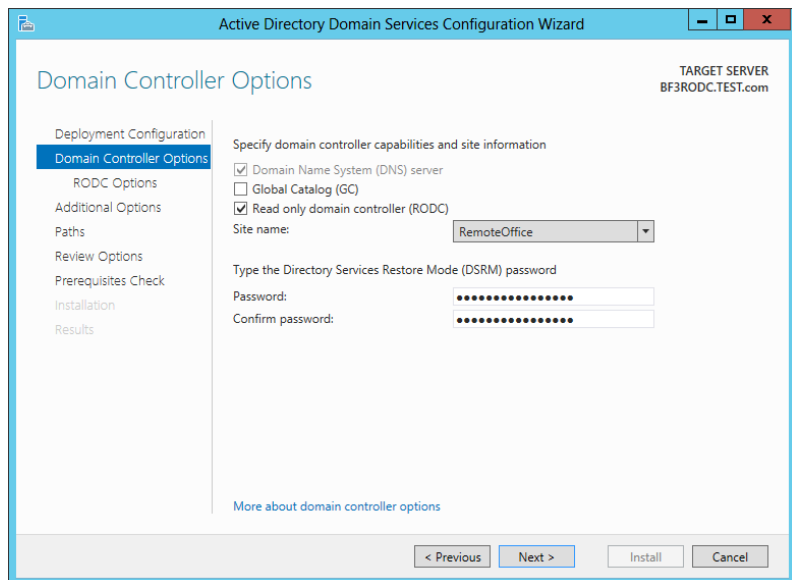 Active Directory Domain Services Configuration Wizard
Domain Controller Options
TARGET SERVER
BF3RODC.TEST.com
Deployment Configuration
Domain Controller Options
RODC Options
Additional Options
Paths
Review Options
Prerequisites Check
Installation
Results
Specify domain controller capabilities and site information
Domain Name System (DNS) server
Global Catalog (GC)
Read only domain controller (RODC)
Site name: RemoteOffice
Type the Directory Services Restore Mode (DSRM) password
Password: ••••••••••••••••
Confirm password: ••••••••••••••••
More about domain controller options
< Previous Next > Install Cancel